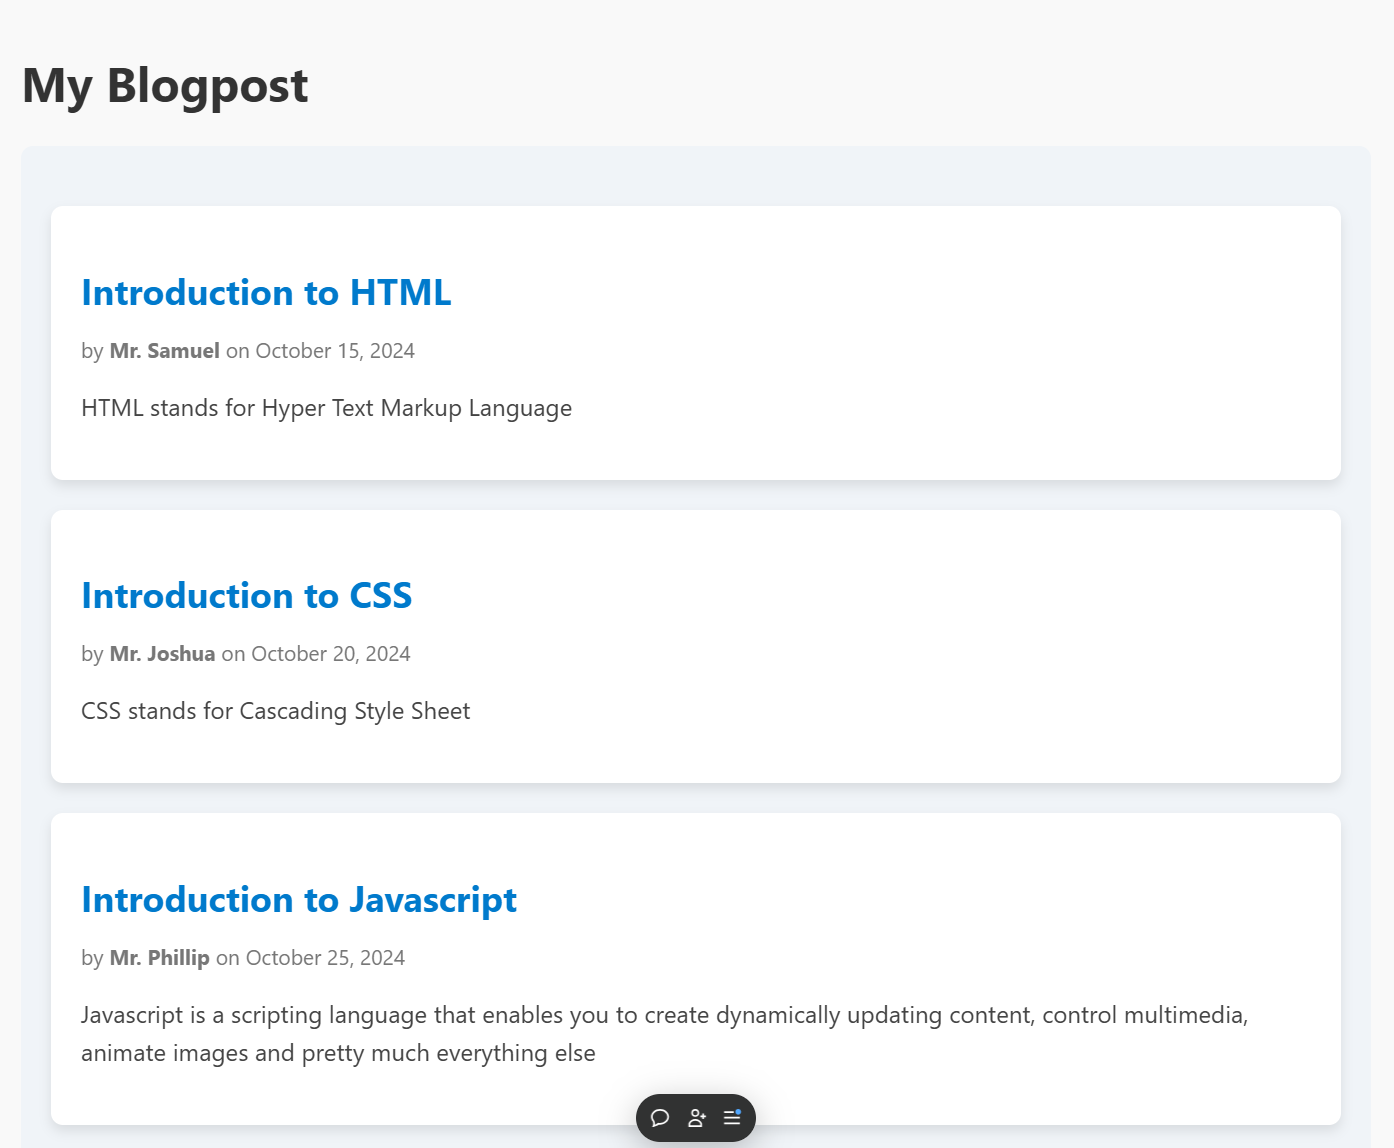 My Blogpost
Introduction to HTML
by Mr. Samuel on October 15, 2024
HTML stands for Hyper Text Markup Language
Introduction to CSS
by Mr. Joshua on October 20, 2024
CSS stands for Cascading Style Sheet
Introduction to Javascript
by Mr. Phillip on October 25, 2024
Javascript is a scripting language that enables you to create dynamically updating content, control multimedia,
animate images and pretty much everything else